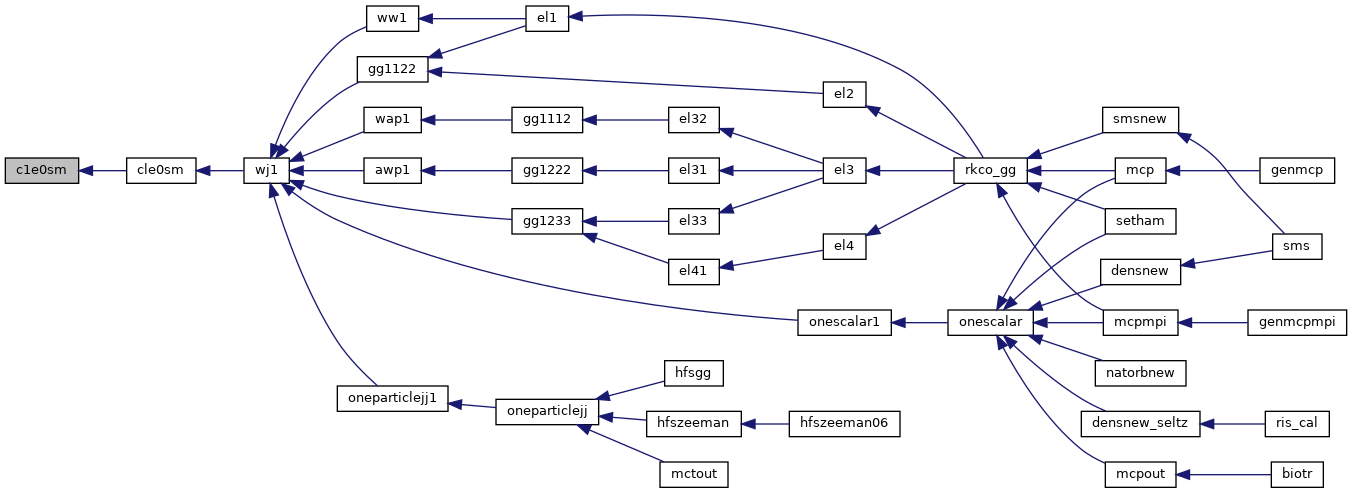 c1e0sm
cle0sm
wj1
ww1
gg1122
wap1
awp1
gg1233
oneparticlejj1
el1
gg1112
gg1222
oneparticlejj
el32
el31
el33
el41
hfsgg
hfszeeman
mctout
el2
el3
el4
onescalar1
hfszeeman06
rkco_gg
onescalar
smsnew
mcp
setham
densnew
mcpmpi
natorbnew
densnew_seltz
mcpout
genmcp
sms
genmcpmpi
ris_cal
biotr